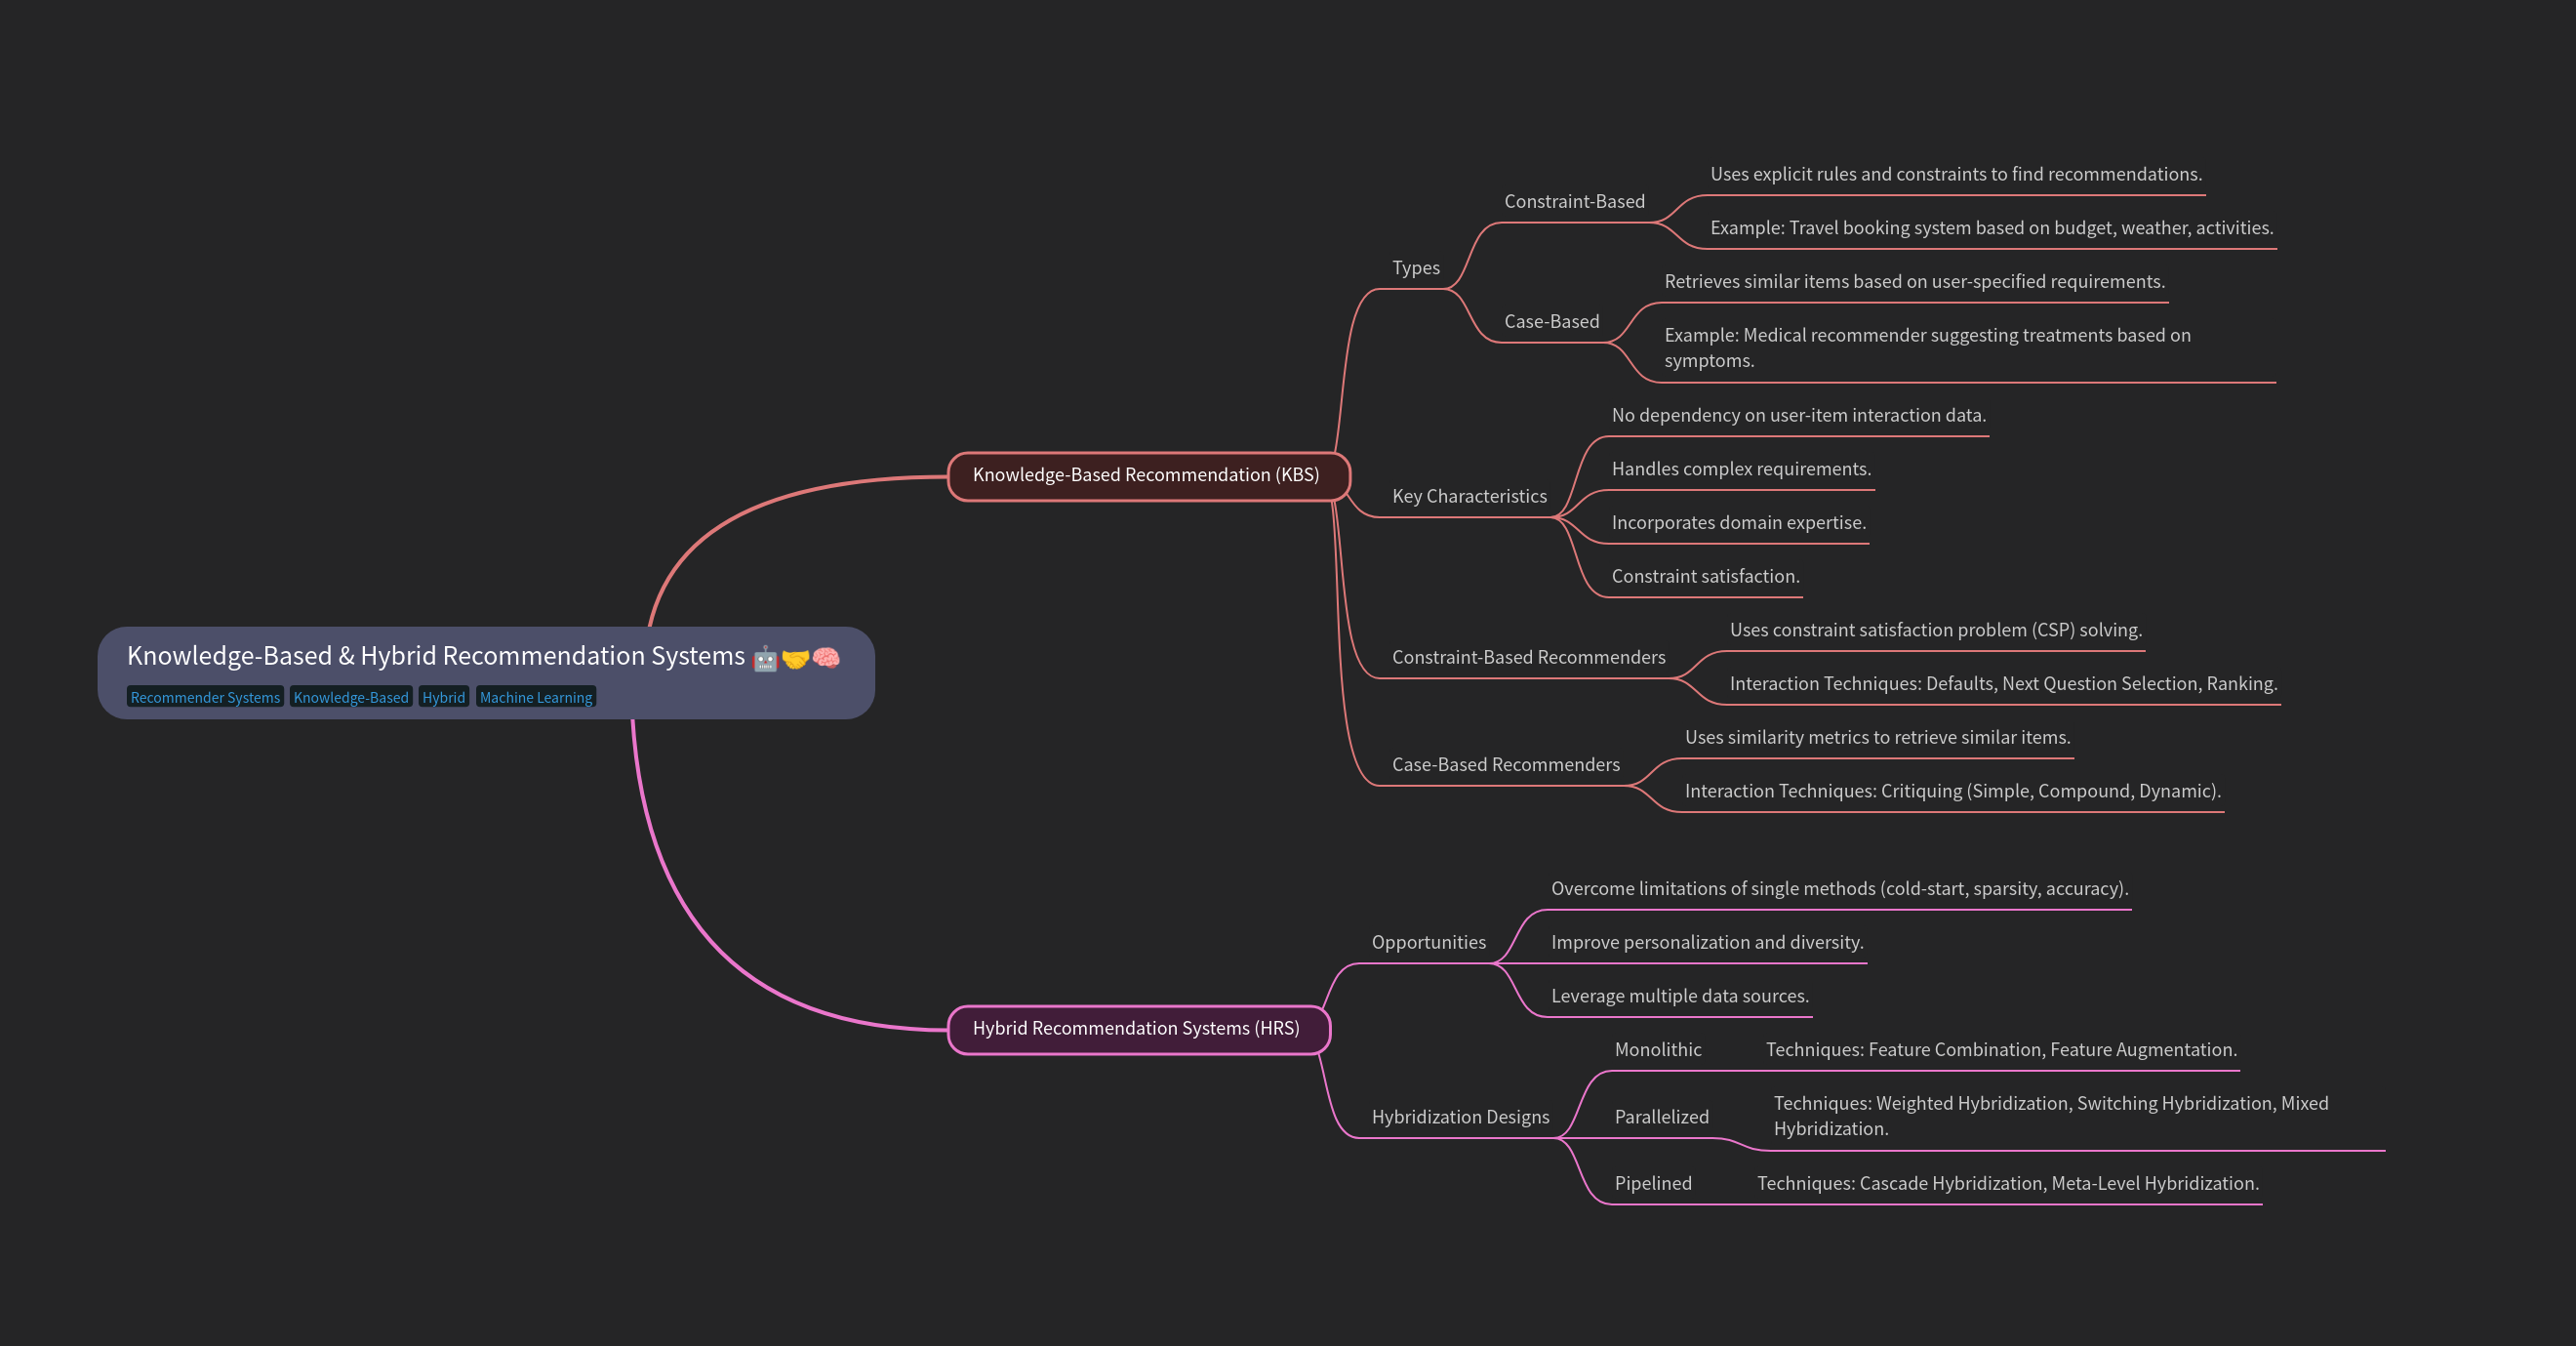 Knowledge-Based & Hybrid Recommendation Systems 🤖🤝🧠
Recommender Systems Knowledge-Based Hybrid Machine Learning
Knowledge-Based Recommendation (KBS)
Types
Constraint-Based
Uses explicit rules and constraints to find recommendations.
Example: Travel booking system based on budget, weather, activities.
Case-Based
Retrieves similar items based on user-specified requirements.
Example: Medical recommender suggesting treatments based on
symptoms.
Key Characteristics
No dependency on user-item interaction data.
Handles complex requirements.
Incorporates domain expertise.
Constraint satisfaction.
Constraint-Based Recommenders
Uses constraint satisfaction problem (CSP) solving.
Interaction Techniques: Defaults, Next Question Selection, Ranking.
Case-Based Recommenders
Uses similarity metrics to retrieve similar items.
Interaction Techniques: Critiquing (Simple, Compound, Dynamic).
Hybrid Recommendation Systems (HRS)
Opportunities
Overcome limitations of single methods (cold-start, sparsity, accuracy).
Improve personalization and diversity.
Leverage multiple data sources.
Hybridization Designs
Monolithic
Techniques: Feature Combination, Feature Augmentation.
Parallelized
Techniques: Weighted Hybridization, Switching Hybridization, Mixed
Hybridization.
Pipelined
Techniques: Cascade Hybridization, Meta-Level Hybridization.